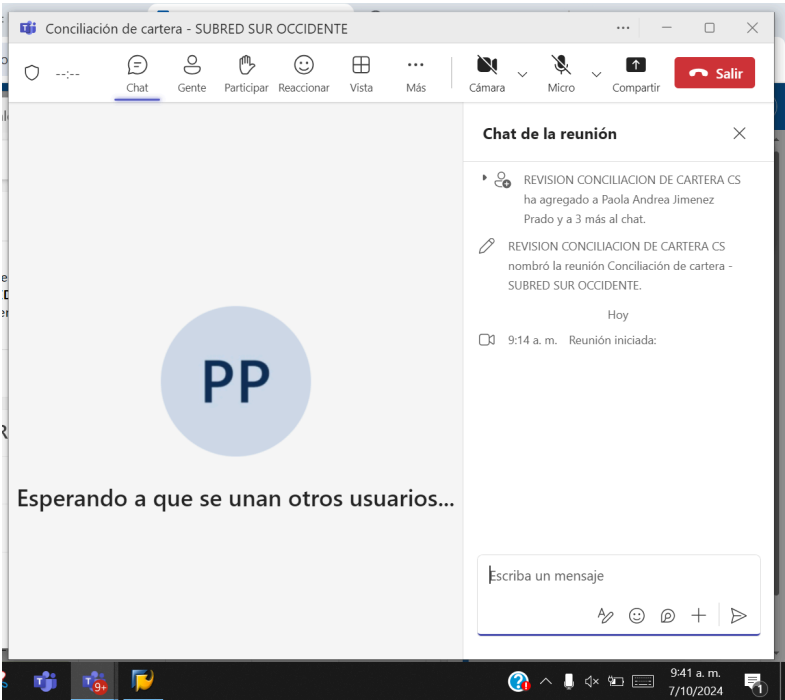 Conciliación de cartera - SUBRED SUR OCCIDENTE
--:--
Chat
Gente
Participar
Reaccionar
Vista
Más
Cámara
Micro
Compartir
Salir
Chat de la reunión
REVISION CONCILIACION DE CARTERA CS
ha agregado a Paola Andrea Jimenez
Prado y a 3 más al chat.
REVISION CONCILIACION DE CARTERA CS
nombró la reunión Conciliación de cartera -
SUBRED SUR OCCIDENTE.
Hoy
9:14 a. m. Reunión iniciada:
PP
Esperando a que se unan otros usuarios...
Escriba un mensaje
9+
9:41 a. m.
7/10/2024
1